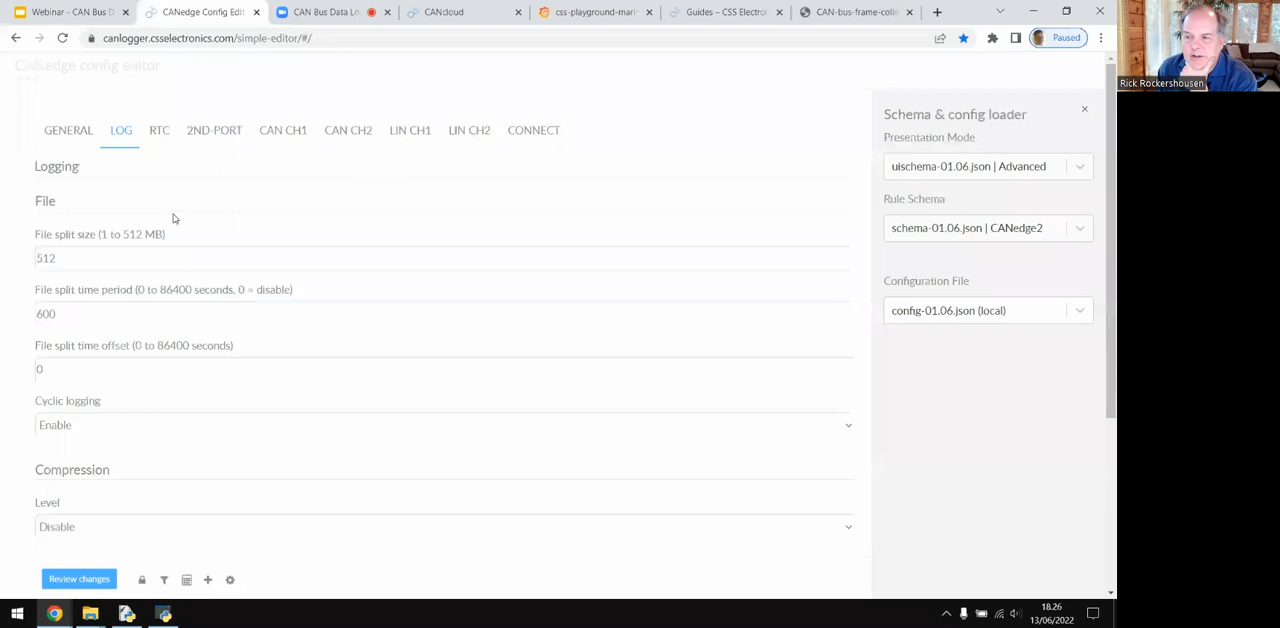 Webinar - CAN Bus D
CANedge Config Edit
CAN Bus Data Lo
CANcloud
css-playground-mari
Guides – CSS Electro
CAN-bus-frame-colle
canlogger.csselectronics.com/simple-editor/#/
Paused
Rick Rockershousen
CANedge config editor
GENERAL
LOG
RTC
2ND-PORT
CAN CH1
CAN CH2
LIN CH1
LIN CH2
CONNECT
Logging
File
File split size (1 to 512 MB)
512
File split time period (0 to 86400 seconds, 0 = disable)
600
File split time offset (0 to 86400 seconds)
0
Cyclic logging
Enable
Compression
Level
Disable
Review changes
Schema & config loader
Presentation Mode
uischema-01.06.json | Advanced
Rule Schema
schema-01.06.json | CANedge2
Configuration File
config-01.06.json (local)
18.26
13/06/2022